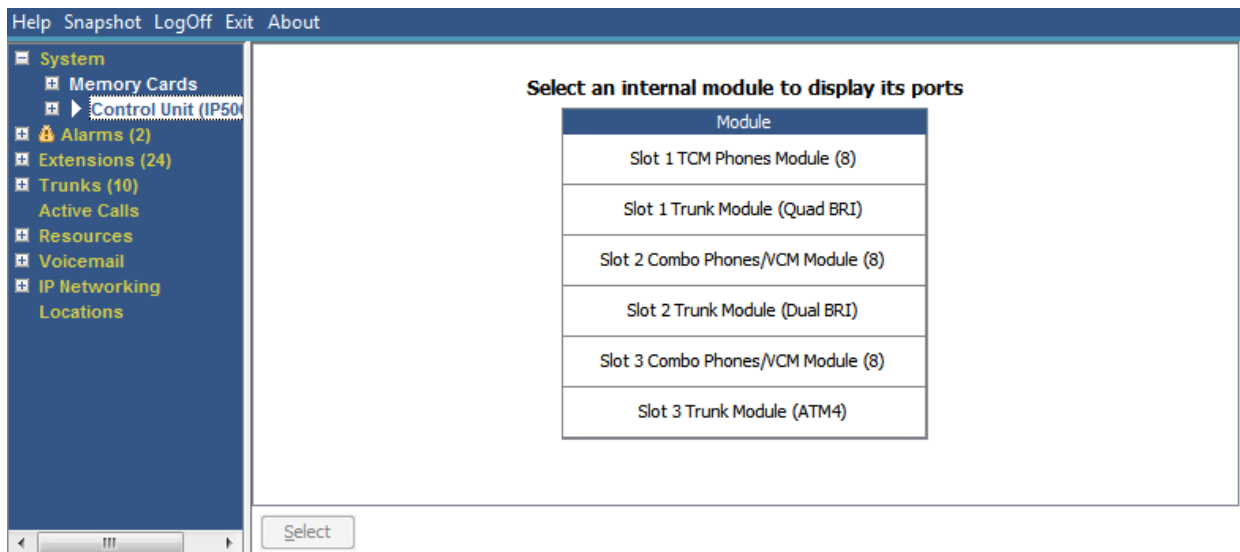 Help Snapshot LogOff Exit About
System
Memory Cards
Control Unit (IP500
Alarms (2)
Extensions (24)
Trunks (10)
Active Calls
Resources
Voicemail
IP Networking
Locations
Select an internal module to display its ports
Module
Slot 1 TCM Phones Module (8)
Slot 1 Trunk Module (Quad BRI)
Slot 2 Combo Phones/VCM Module (8)
Slot 2 Trunk Module (Dual BRI)
Slot 3 Combo Phones/VCM Module (8)
Slot 3 Trunk Module (ATM4)
Select